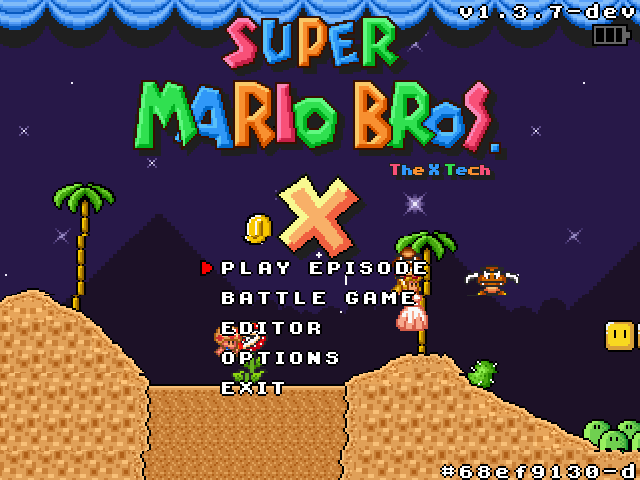 v1.3.7-dev
SUPER
MARIO BROS.
The X Tech
X
PLAY EPISODE
BATTLE GAME
EDITOR
OPTIONS
EXIT
#68ef9130-d